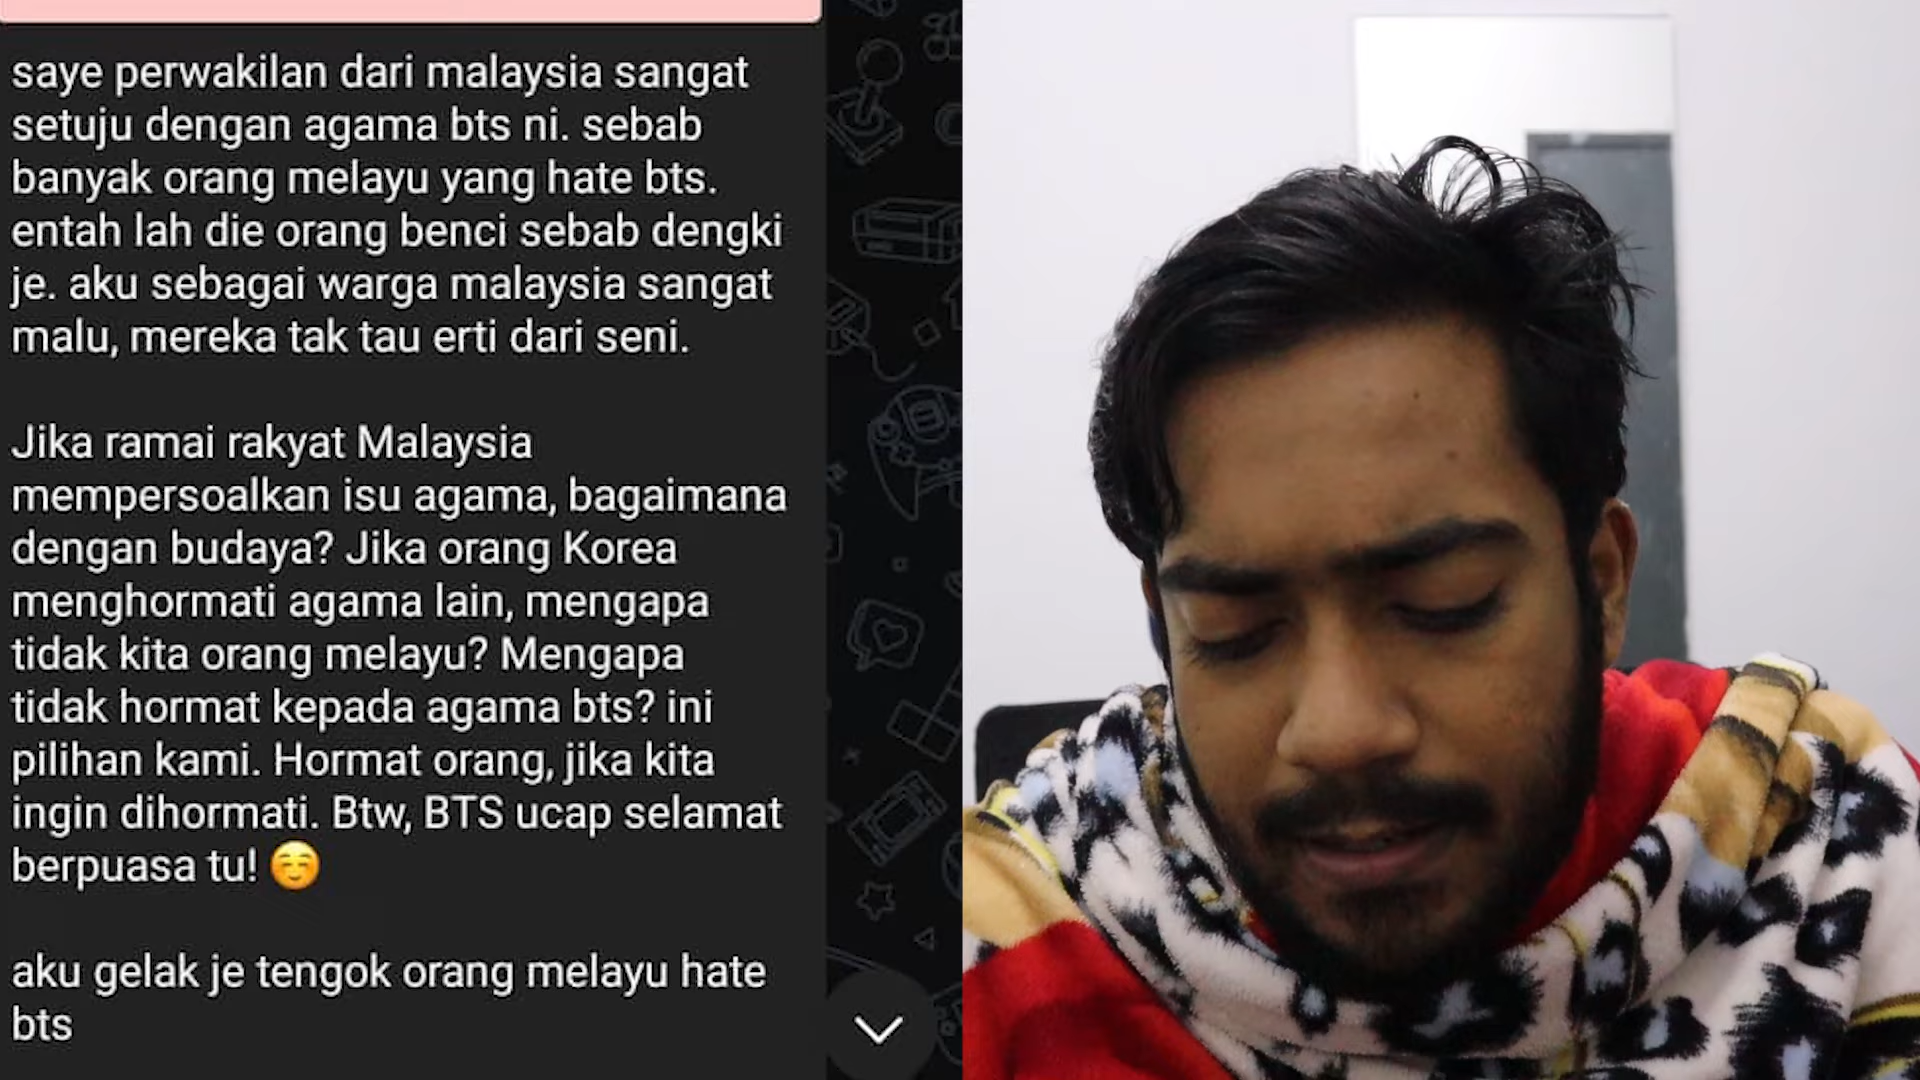 saye perwakilan dari malaysia sangat
setuju dengan agama bts ni. sebab
banyak orang melayu yang hate bts.
entah lah die orang benci sebab dengki
je. aku sebagai warga malaysia sangat
malu, mereka tak tau erti dari seni.
Jika ramai rakyat Malaysia
mempersoalkan isu agama, bagaimana
dengan budaya? Jika orang Korea
menghormati agama lain, mengapa
tidak kita orang melayu? Mengapa
tidak hormat kepada agama bts? ini
pilihan kami. Hormat orang, jika kita
ingin dihormati. Btw, BTS ucap selamat
berpuasa tu! ☺️
aku gelak je tengok orang melayu hate
bts